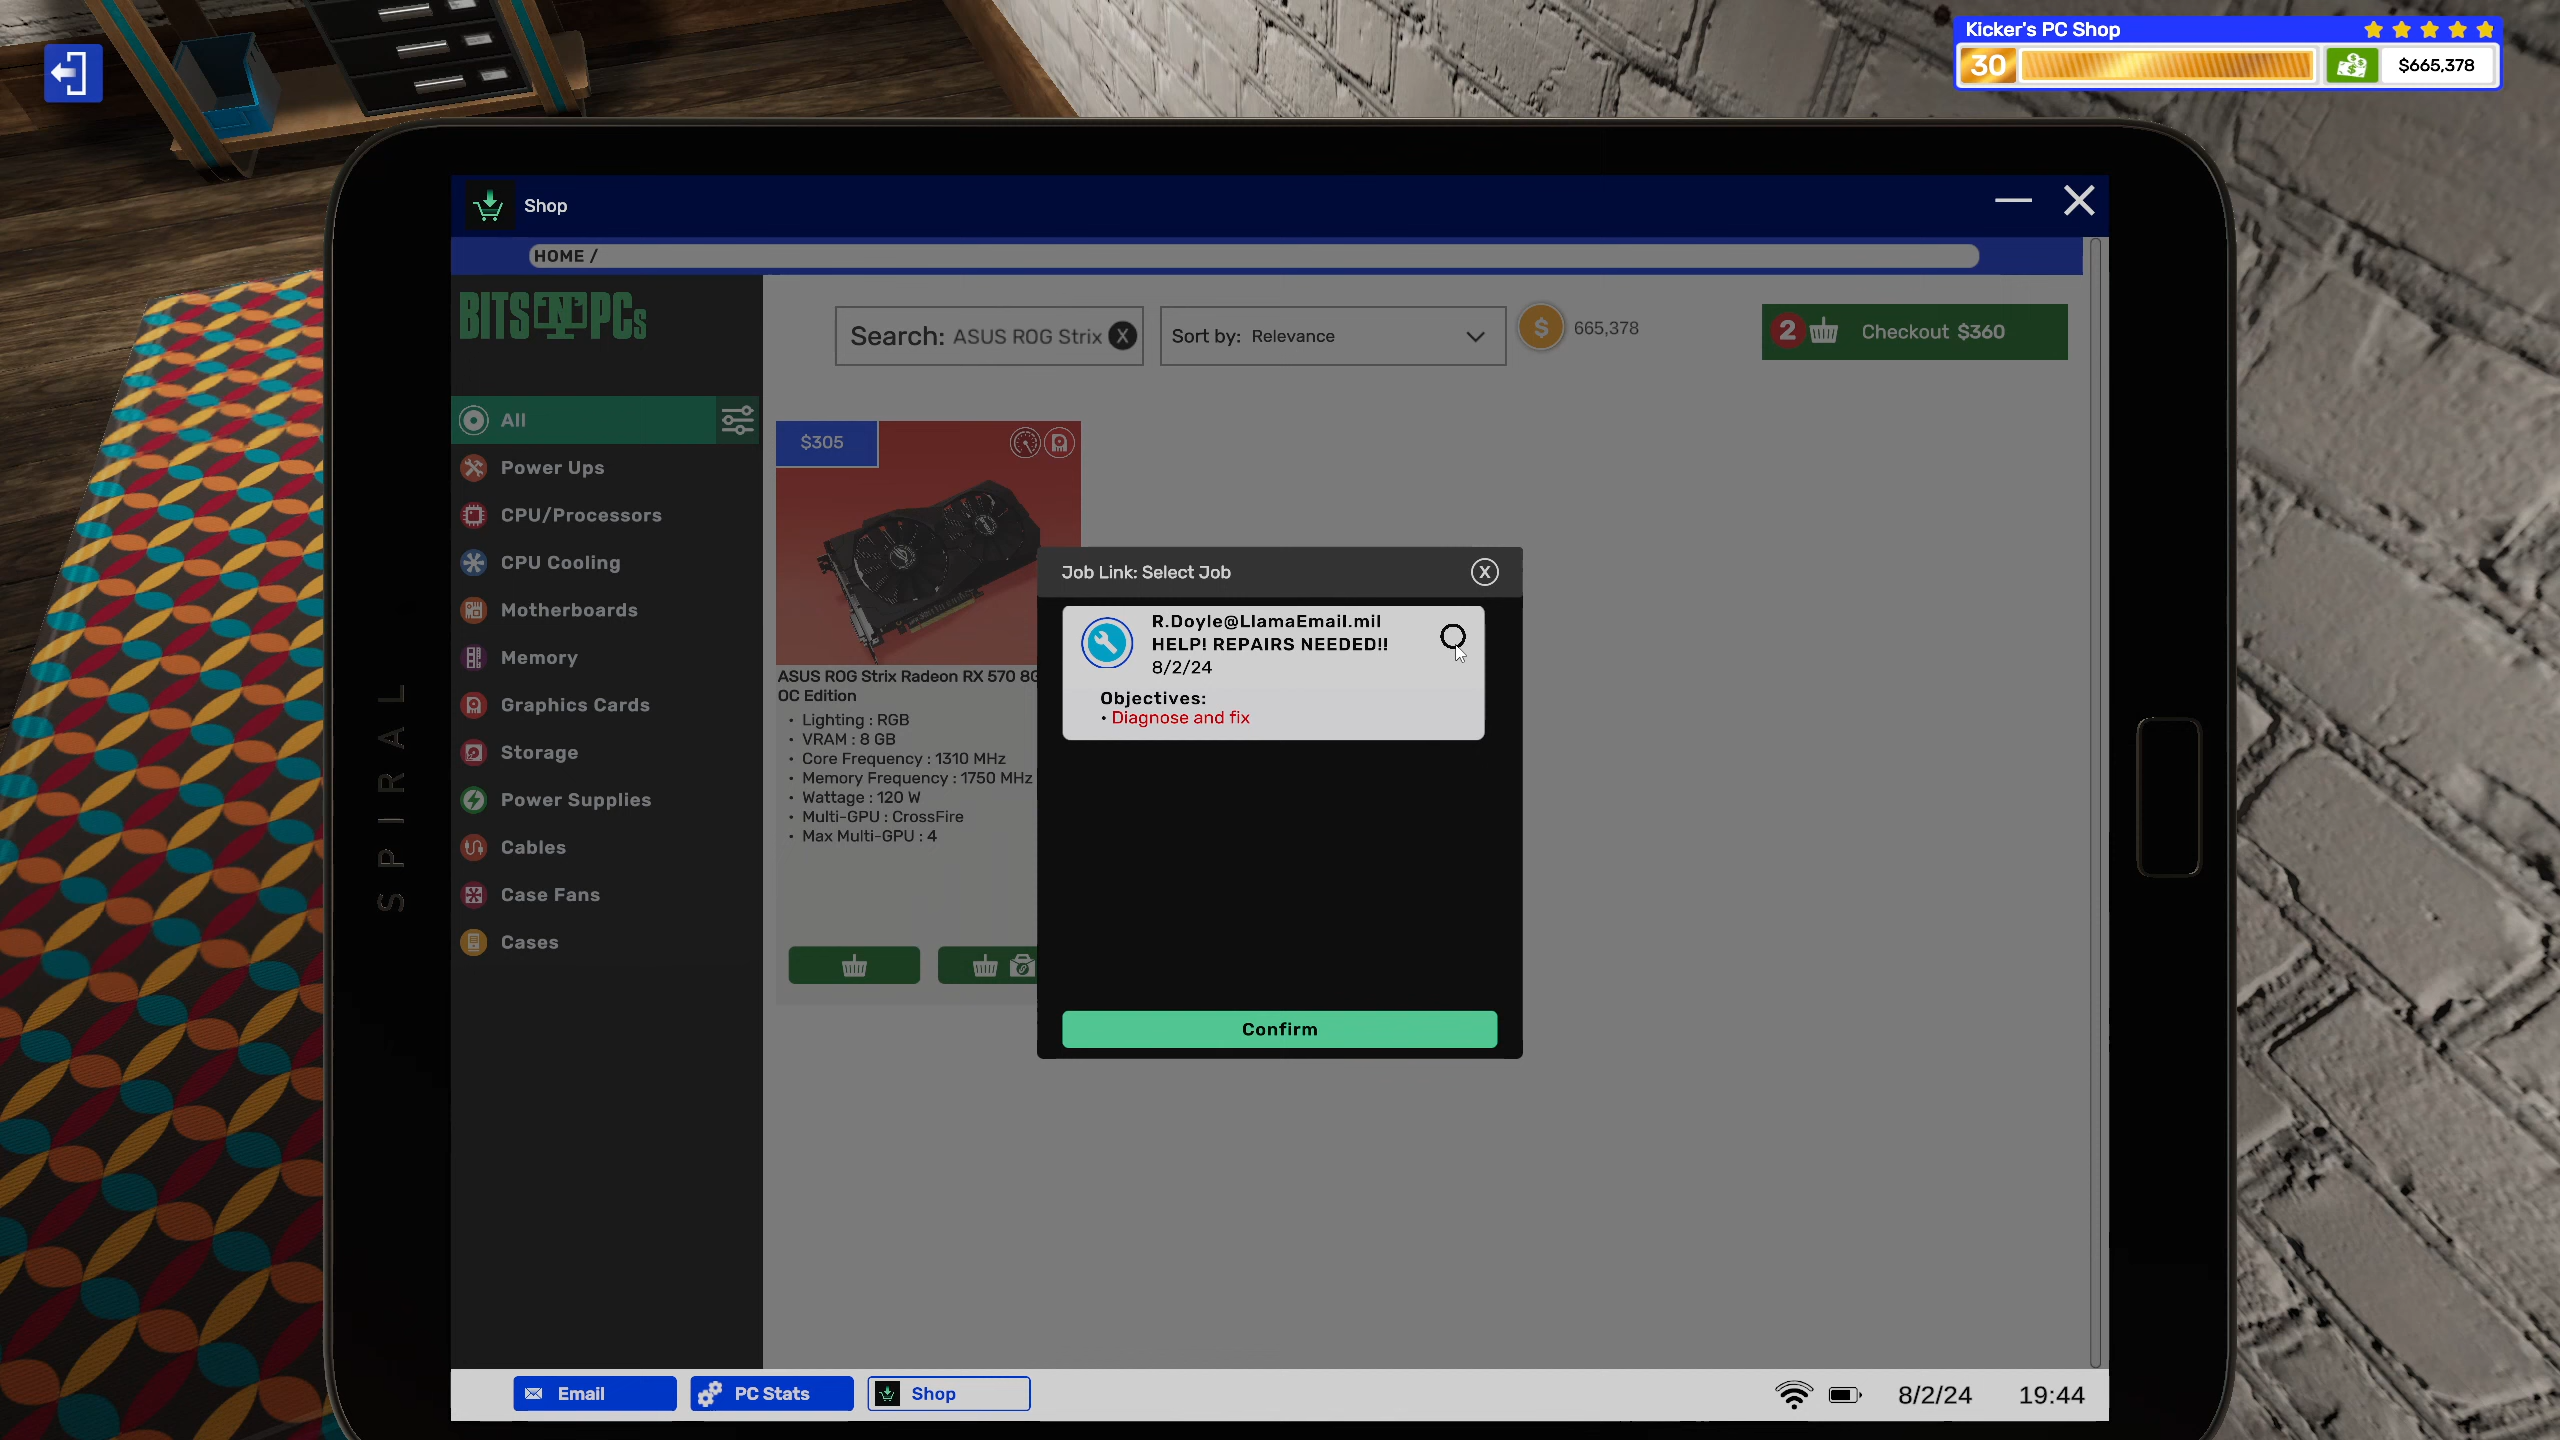 Kicker's PC Shop
30
$665,378
Shop
HOME /
BITS N PCs
Search: ASUS ROG Strix X
Sort by: Relevance
$ 665,378
2 Checkout $360
All
Power Ups
CPU/Processors
CPU Cooling
Motherboards
Memory
Graphics Cards
Storage
Power Supplies
Cables
Case Fans
Cases
$305
ASUS ROG Strix Radeon RX 570 8G
OC Edition
• Lighting : RGB
• VRAM : 8 GB
• Core Frequency : 1310 MHz
• Memory Frequency : 1750 MHz
• Wattage : 120 W
• Multi-GPU : CrossFire
• Max Multi-GPU : 4
Job Link: Select Job X
R.Doyle@LlamaEmail.mil
HELP! REPAIRS NEEDED!!
8/2/24
Objectives:
• Diagnose and fix
Confirm
SPIRAL
Email
PC Stats
Shop
8/2/24
19:44